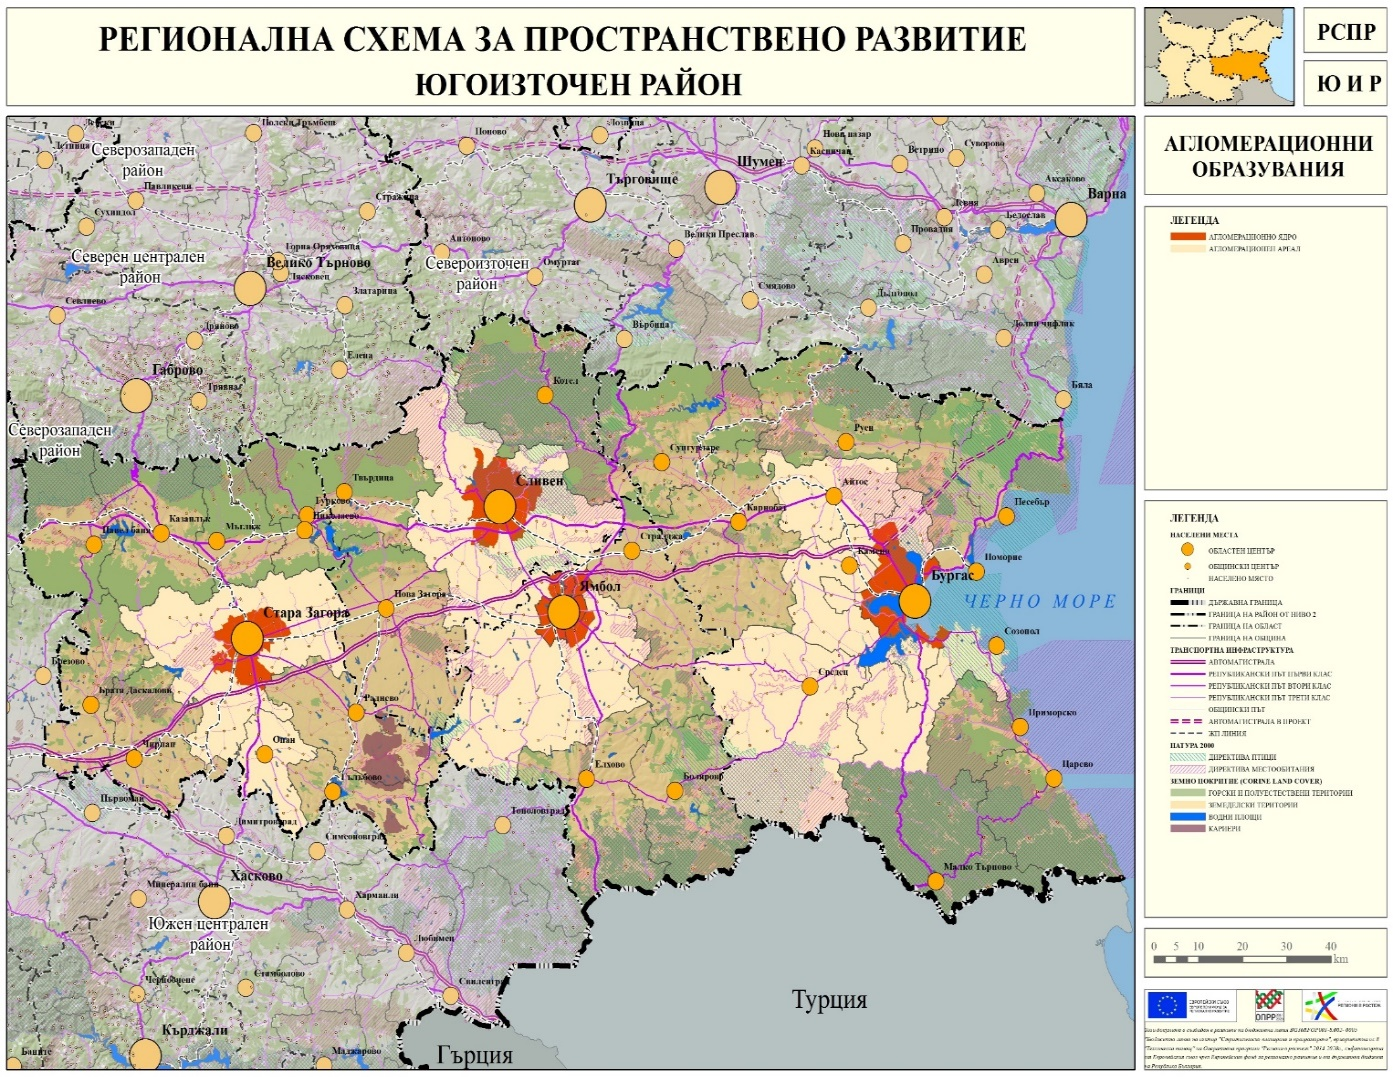 РЕГИОНАЛНА СХЕМА ЗА ПРОСТРАНСТВЕНО РАЗВИТИЕ
ЮГОИЗТОЧЕН РАЙОН
РСПР
Ю И Р
АГЛОМЕРАЦИОННИ
ОБРАЗУВАНИЯ
ЛЕГЕНДА
АГЛОМЕРАЦИОННО ЯДРО
АГЛОМЕРАЦИОНЕН АРЕАЛ
ЛЕГЕНДА
НАСЕЛЕНИ МЕСТА
ОБЛАСТЕН ЦЕНТЪР
ОБЩИНСКИ ЦЕНТЪР
НАСЕЛЕНО МЯСТО
ГРАНИЦИ
ДЪРЖАВНА ГРАНИЦА
ГРАНИЦА НА РАЙОН ОТ НИВО 2
ГРАНИЦА НА ОБЛАСТ
ГРАНИЦА НА ОБЩИНА
ТРАНСПОРТНА ИНФРАСТРУКТУРА
АВТОМАГИСТРАЛА
РЕПУБЛИКАНСКИ ПЪТ ПЪРВИ КЛАС
РЕПУБЛИКАНСКИ ПЪТ ВТОРИ КЛАС
РЕПУБЛИКАНСКИ ПЪТ ТРЕТИ КЛАС
ОБЩИНСКИ ПЪТ
АВТОМАГИСТРАЛА В ПРОЕКТ
ЖП ЛИНИЯ
НАТУРА 2000
ДИРЕКТИВА ПТИЦИ
ДИРЕКТИВА МЕСТООБИТАНИЯ
ЗЕМНО ПОКРИТИЕ (CORINE LAND COVER)
ГОРСКИ И ПОЛУЕСТЕСТВЕНИ ТЕРИТОРИИ
ЗЕМЕДЕЛСКИ ТЕРИТОРИИ
ВОДНИ ПЛОЩИ
КАРИЕРИ
0 5 10 20 30 40
km
ОПРР
Северозападен
район
Павликени
Сухиндол
Полски Тръмбеш
Стражица
Попово
Лозница
Търговище
Шумен
Нови пазар
Каспичан
Ветрино
Суворово
Аксаково
Варна
Девня
Белослав
Провадия
Аврен
Велики Преслав
Антоново
Омуртаг
Североизточен
район
Северен централен
район
Горна Оряховица
Велико Търново
Лясковец
Златарица
Севлиево
Дряново
Елена
Габрово
Трявна
Северозападен
район
Смядово
Дългопол
Долни чифлик
Върбица
Бяла
Котел
Руен
Сунгурларе
Айтос
Карнобат
Несебър
Поморие
Камено
Бургас
ЧЕРНО МОРЕ
Созопол
Средец
Приморско
Царево
Малко Търново
Твърдица
Гурково
Николаево
Казанлък
Мъглиж
Павел баня
Сливен
Стралджа
Ямбол
Нова Загора
Стара Загора
Брезово
Братя Даскалови
Чирпан
Раднево
Опан
Гълъбово
Елхово
Болярово
Тополовград
Първомай
Димитровград
Симеоновград
Хасково
Минерални бани
Южен централен
район
Харманли
Любимец
Свиленград
Черноочене
Стамболово
Кърджали
Маджарово
Гърция
Турция